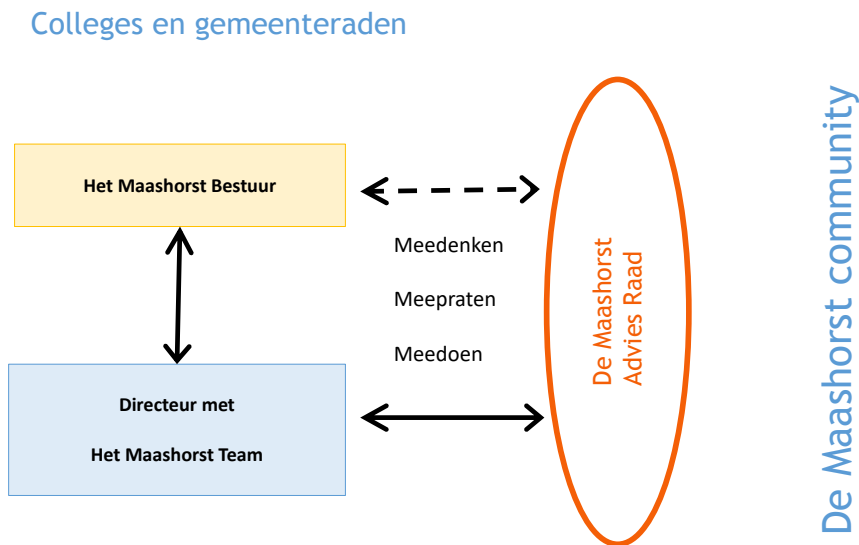 Colleges en gemeenteraden
Het Maashorst Bestuur
Meedenken
Meepraten
Meedoen
Directeur met
Het Maashorst Team
De Maashorst
Advies Raad
De Maashorst community